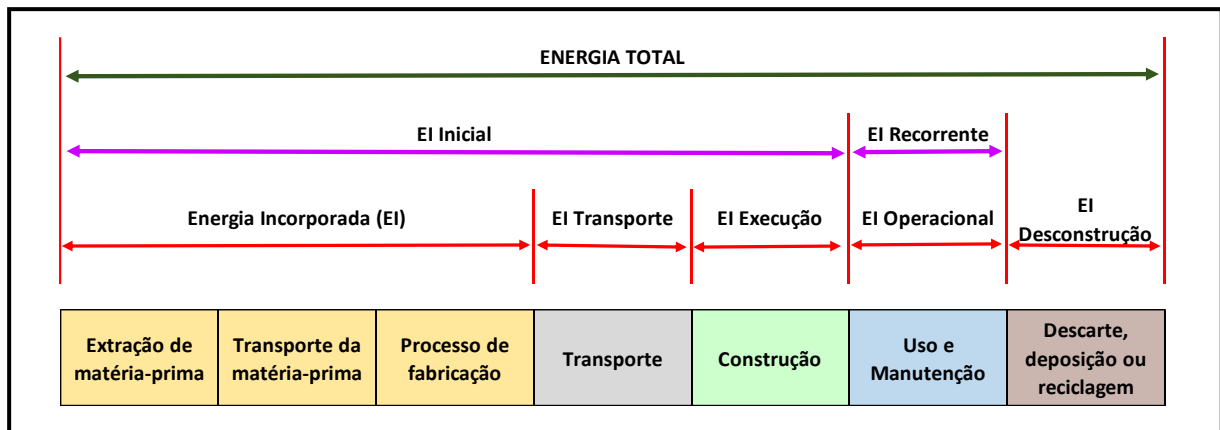 ENERGIA TOTAL
EI Inicial
EI Recorrente
Energia Incorporada (EI)
EI Transporte
EI Execução
EI Operacional
EI
Desconstrução
Extração de
matéria-prima
Transporte da
matéria-prima
Processo de
fabricação
Transporte
Construção
Uso e
Manutenção
Descarte,
deposição ou
reciclagem